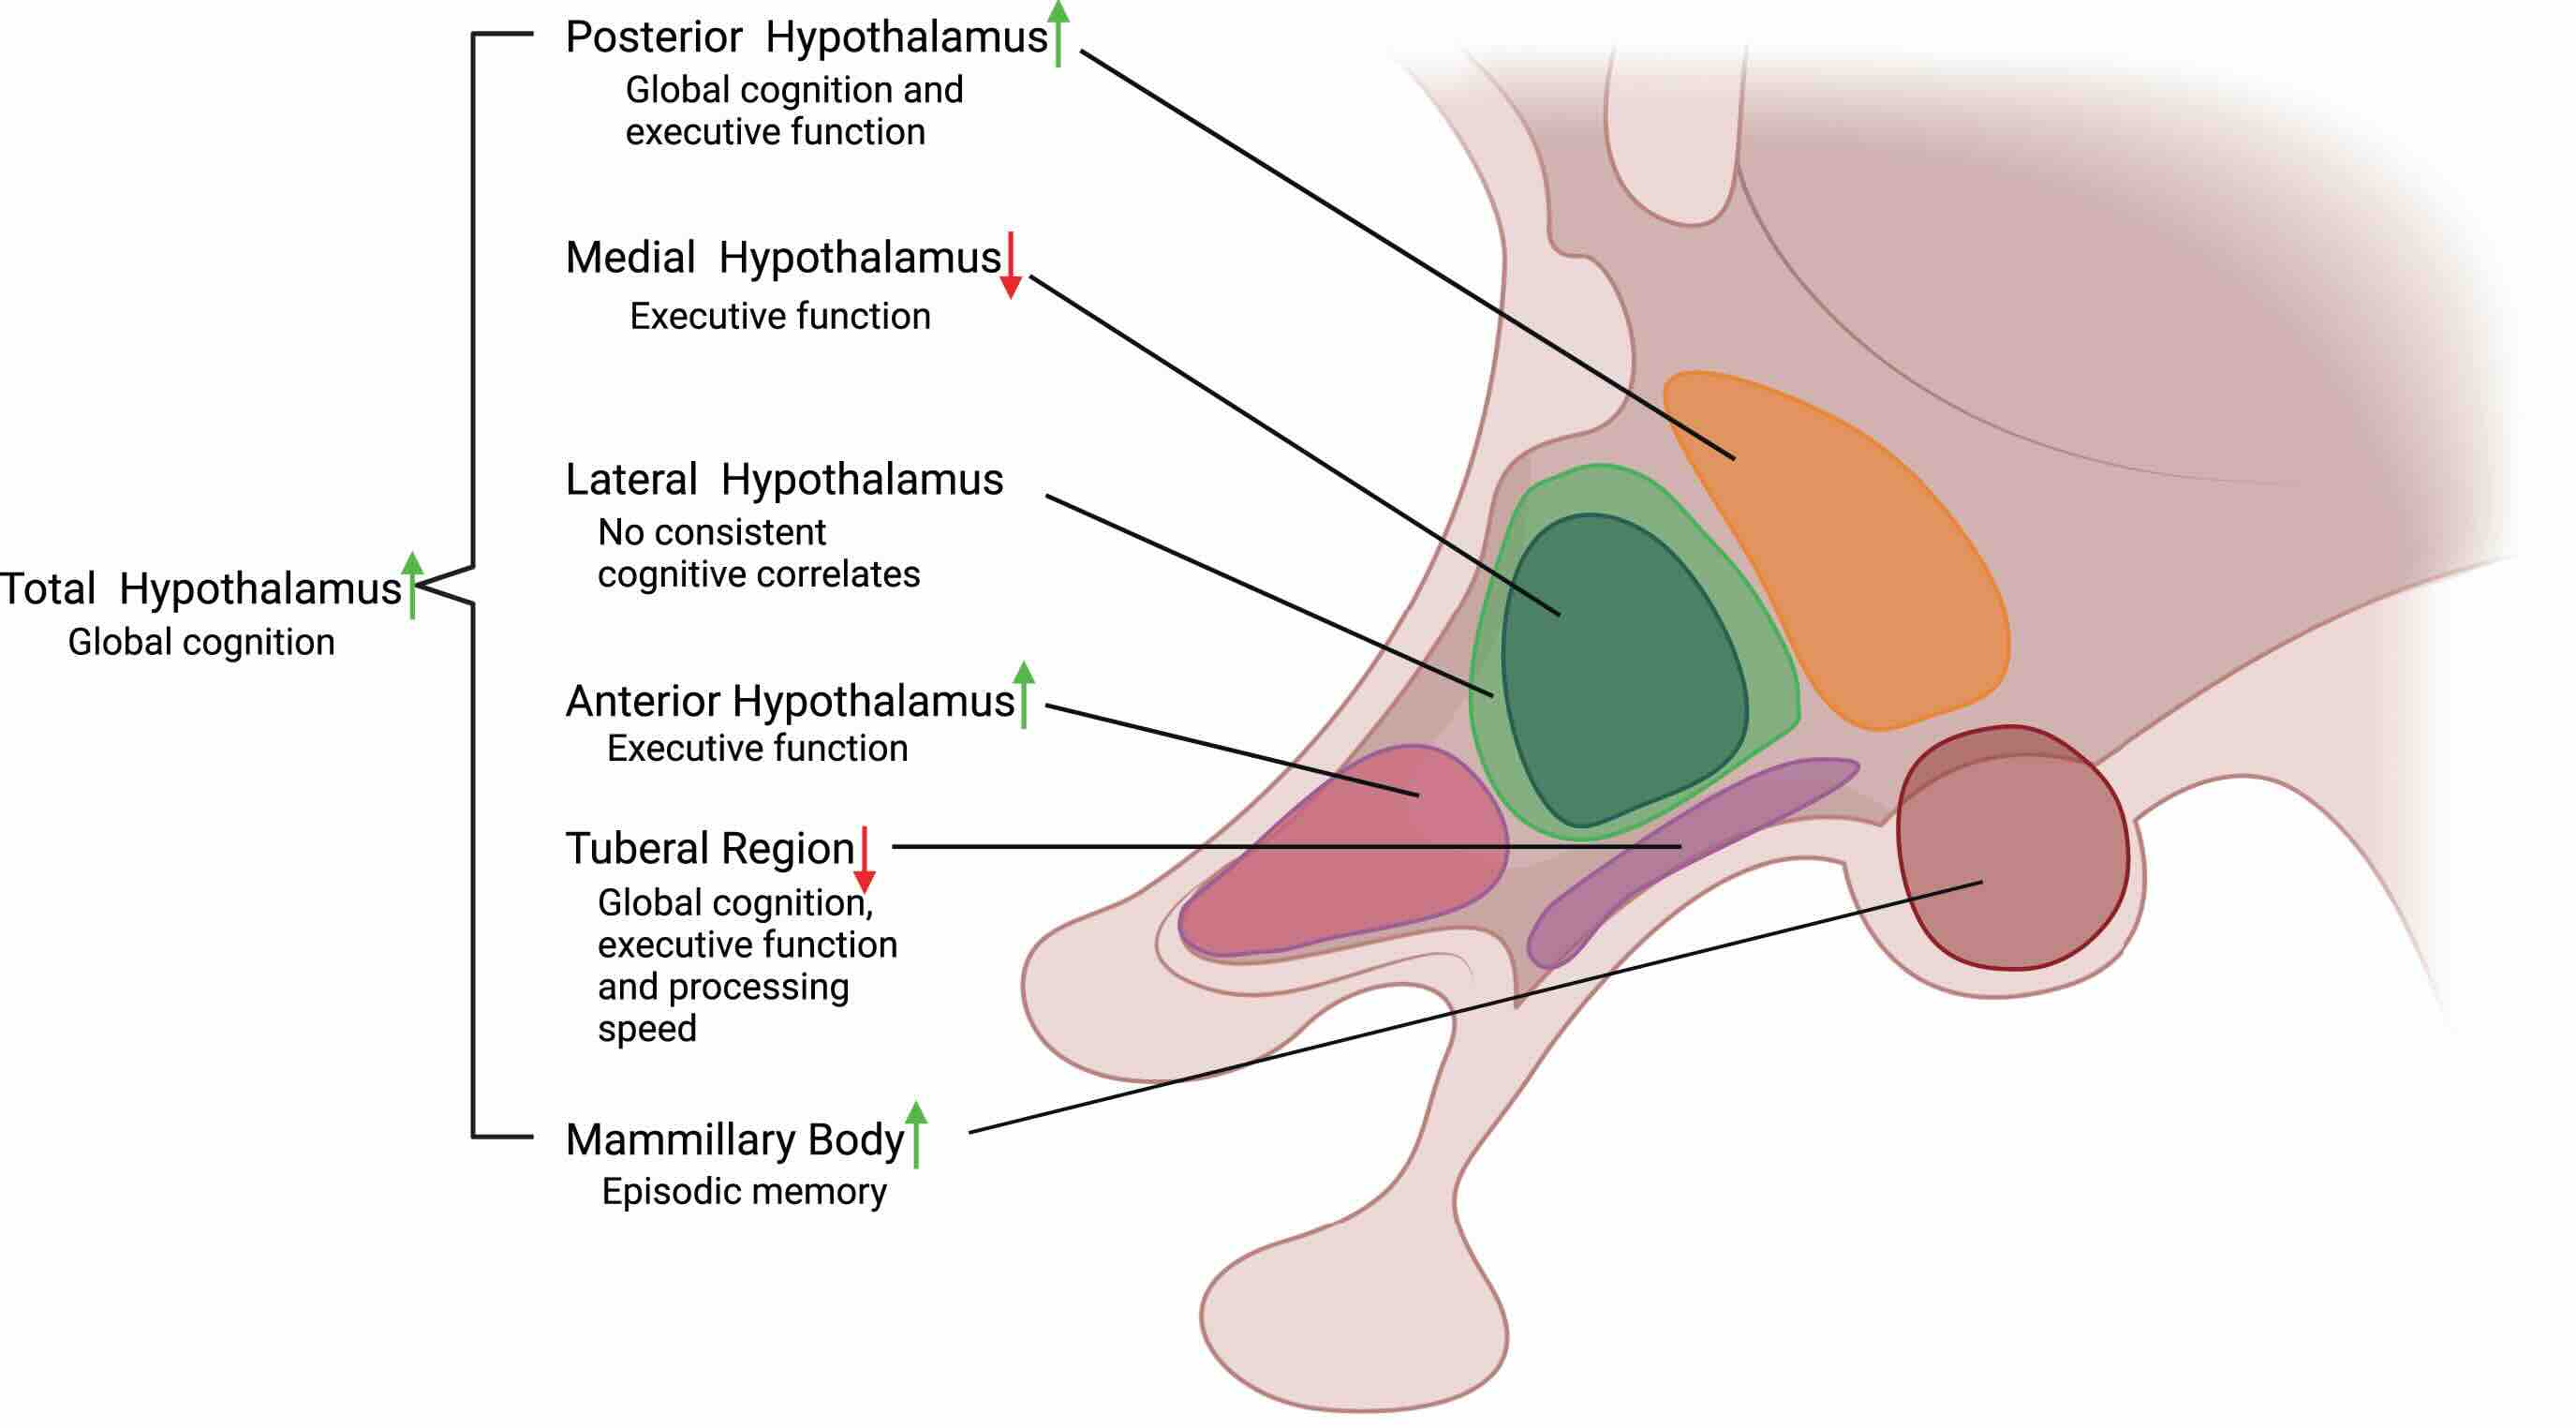 Posterior Hypothalamus
Global cognition and
executive function
Medial Hypothalamus
Executive function
Lateral Hypothalamus
No consistent
cognitive correlates
Total Hypothalamus
Global cognition
Anterior Hypothalamus
Executive function
Tuberal Region
Global cognition,
executive function
and processing
speed
Mammillary Body
Episodic memory